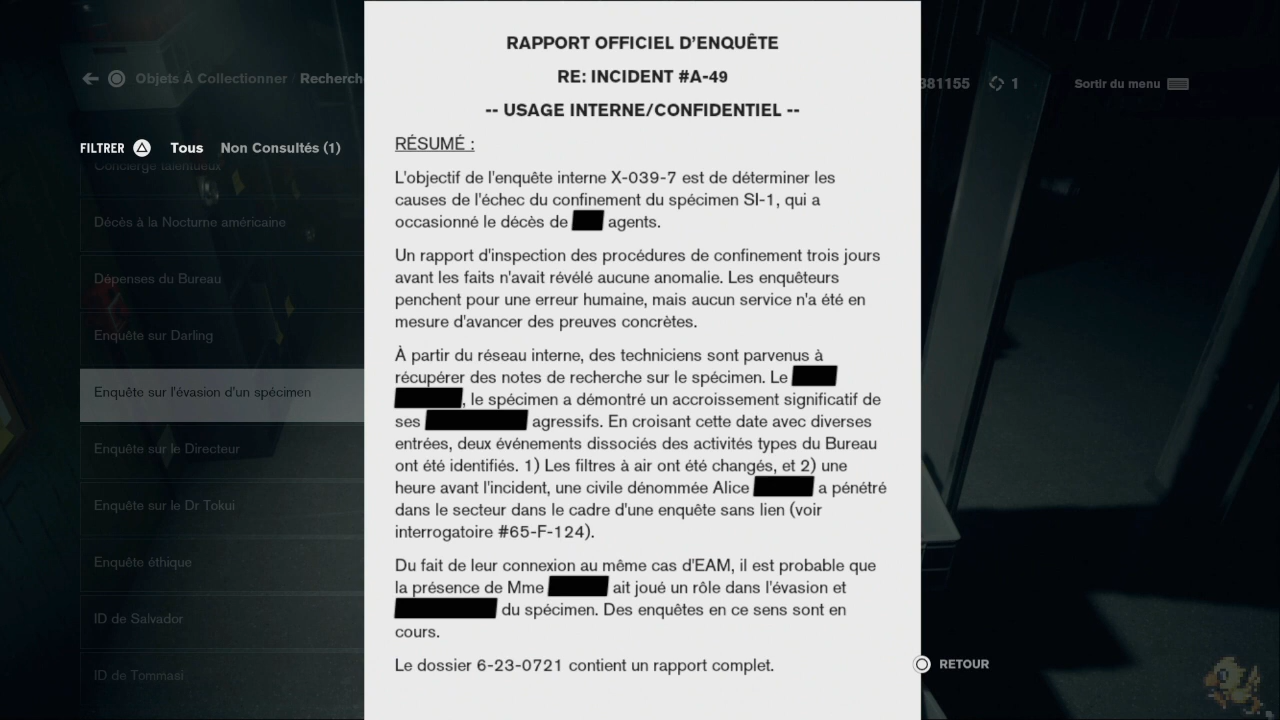 Objets À Collectionner / Recherch
381155
1
Sortir du menu
FILTRER
Tous
Non Consultés (1)
Concierge talentueux
Décès à la Nocturne américaine
Dépenses du Bureau
Enquête sur Darling
Enquête sur l'évasion d'un spécimen
Enquête sur le Directeur
Enquête sur le Dr Tokui
Enquête éthique
ID de Salvador
ID de Tommasi
RAPPORT OFFICIEL D'ENQUÊTE
RE: INCIDENT #A-49
-- USAGE INTERNE/CONFIDENTIEL --
RÉSUMÉ :
L'objectif de l'enquête interne X-039-7 est de déterminer les
causes de l'échec du confinement du spécimen SI-1, qui a
occasionné le décès de agents.
Un rapport d'inspection des procédures de confinement trois jours
avant les faits n'avait révélé aucune anomalie. Les enquêteurs
penchent pour une erreur humaine, mais aucun service n'a été en
mesure d'avancer des preuves concrètes.
À partir du réseau interne, des techniciens sont parvenus à
récupérer des notes de recherche sur le spécimen. Le
, le spécimen a démontré un accroissement significatif de
ses agressifs. En croisant cette date avec diverses
entrées, deux événements dissociés des activités types du Bureau
ont été identifiés. 1) Les filtres à air ont été changés, et 2) une
heure avant l'incident, une civile dénommée Alice a pénétré
dans le secteur dans le cadre d'une enquête sans lien (voir
interrogatoire #65-F-124).
Du fait de leur connexion au même cas d'EAM, il est probable que
la présence de Mme ait joué un rôle dans l'évasion et
du spécimen. Des enquêtes en ce sens sont en
cours.
Le dossier 6-23-0721 contient un rapport complet.
RETOUR